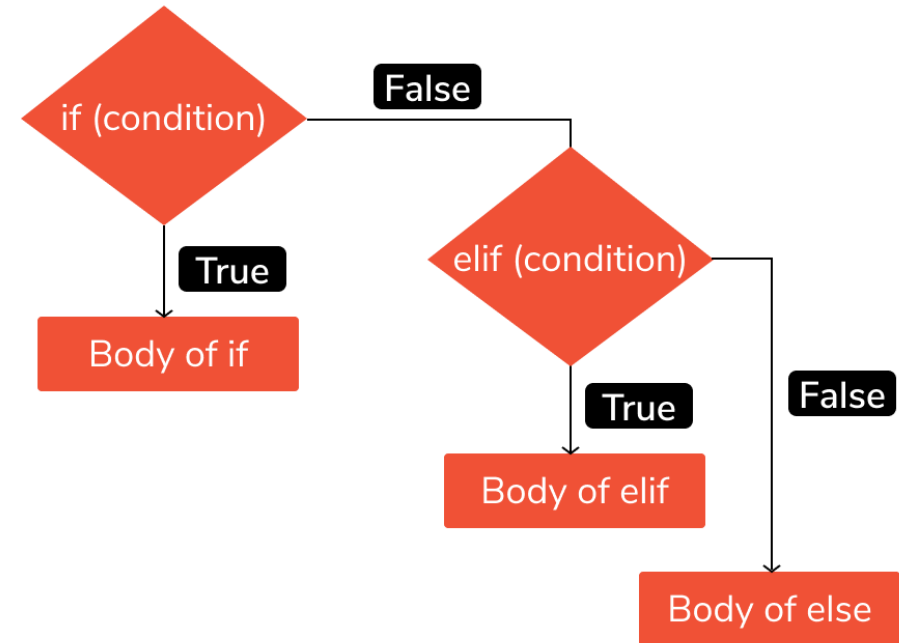 if (condition)
False
True
Body of if
elif (condition)
True
False
Body of elif
Body of else